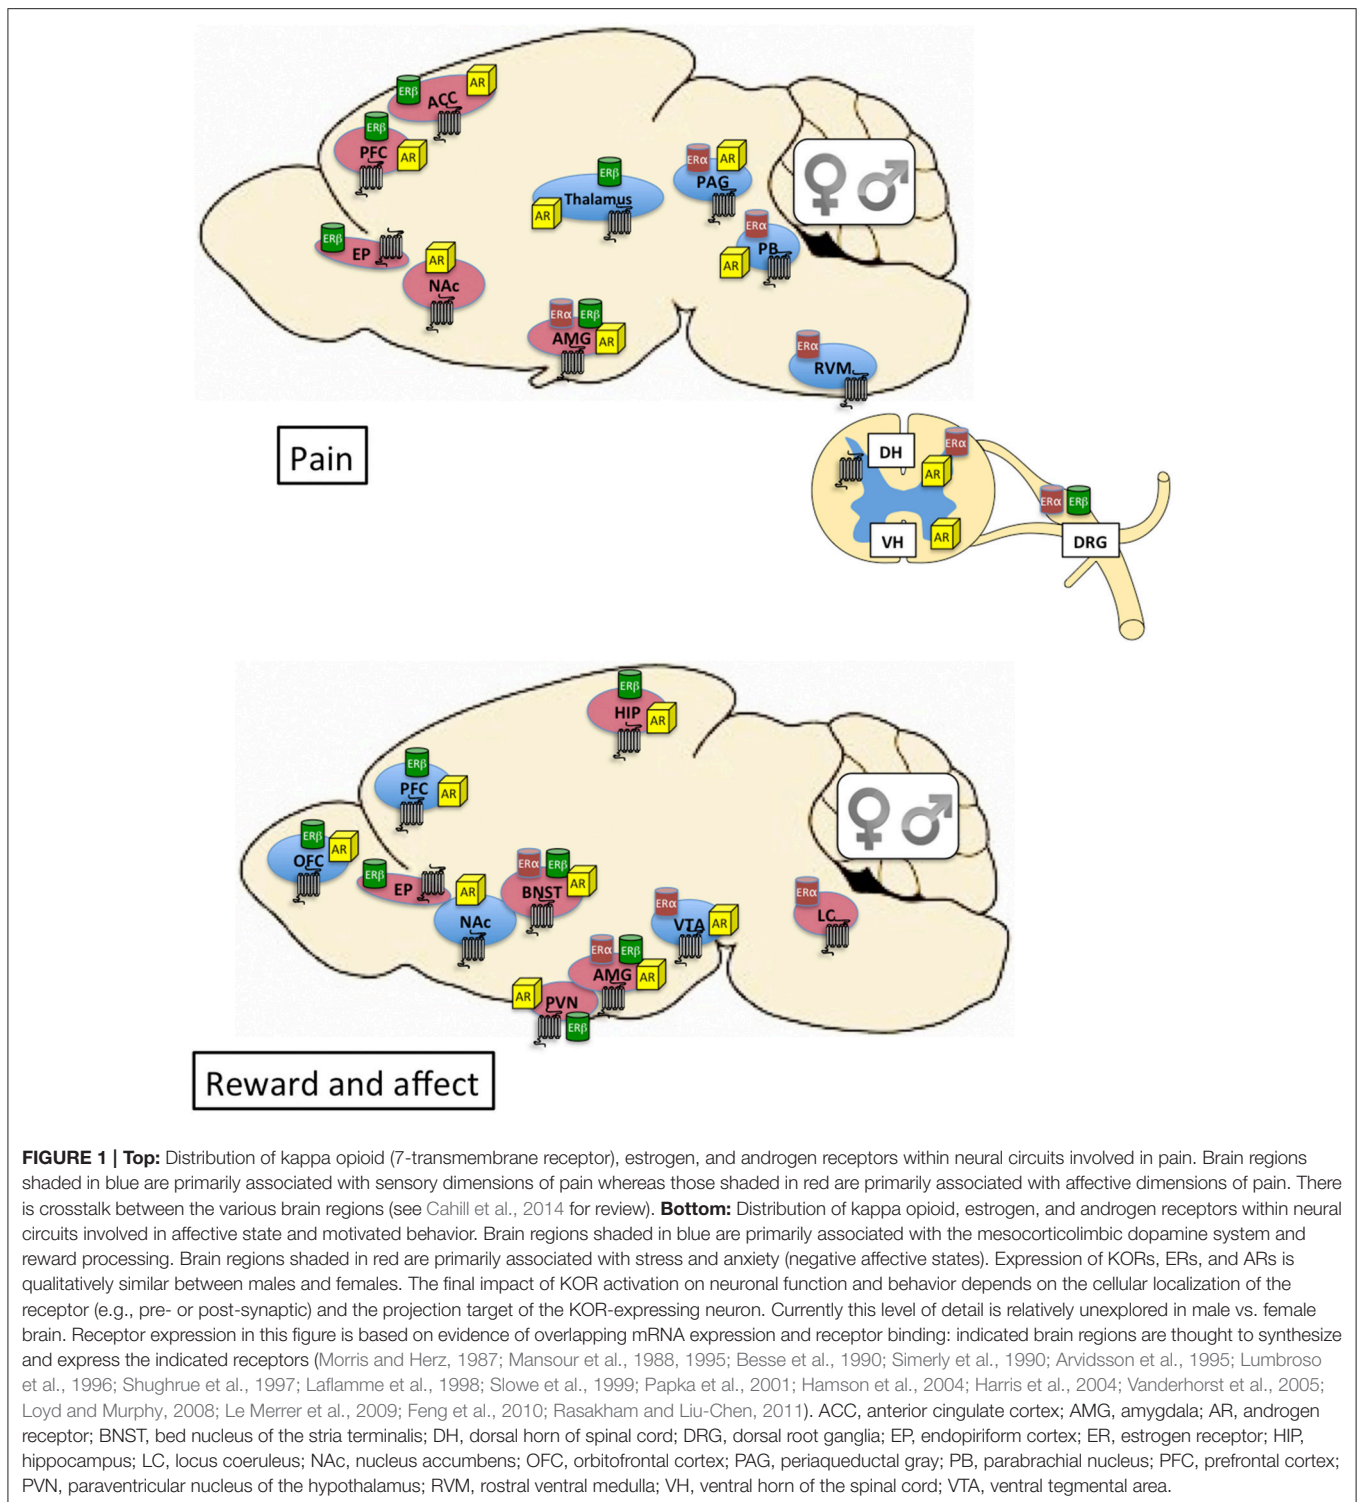 ERβ
AR
ACC
ERβ
PFC
AR
ERβ
Thalamus
AR
ERα
AR
PAG
ERα
PB
AR
ERβ
EP
AR
NAc
ERα
ERβ
AMG
AR
ERα
RVM
Pain
DH
ERα
AR
ERα
ERβ
VH
AR
DRG
ERβ
HIP
AR
ERβ
PFC
AR
ERβ
AR
OFC
ERβ
EP
AR
NAc
ERα
ERβ
BNST
AR
ERα
VTA
AR
ERα
LC
ERα
ERβ
AMG
AR
AR
PVN
ERβ
Reward and affect
FIGURE 1 | Top: Distribution of kappa opioid (7-transmembrane receptor), estrogen, and androgen receptors within neural circuits involved in pain. Brain regions
shaded in blue are primarily associated with sensory dimensions of pain whereas those shaded in red are primarily associated with affective dimensions of pain. There
is crosstalk between the various brain regions (see Cahill et al., 2014 for review). Bottom: Distribution of kappa opioid, estrogen, and androgen receptors within neural
circuits involved in affective state and motivated behavior. Brain regions shaded in blue are primarily associated with the mesocorticolimbic dopamine system and
reward processing. Brain regions shaded in red are primarily associated with stress and anxiety (negative affective states). Expression of KORs, ERs, and ARs is
qualitatively similar between males and females. The final impact of KOR activation on neuronal function and behavior depends on the cellular localization of the
receptor (e.g., pre- or post-synaptic) and the projection target of the KOR-expressing neuron. Currently this level of detail is relatively unexplored in male vs. female
brain. Receptor expression in this figure is based on evidence of overlapping mRNA expression and receptor binding: indicated brain regions are thought to synthesize
and express the indicated receptors (Morris and Herz, 1987; Mansour et al., 1988, 1995; Besse et al., 1990; Simerly et al., 1990; Arvidsson et al., 1995; Lumbroso
et al., 1996; Shughrue et al., 1997; Laflamme et al., 1998; Slowe et al., 1999; Papka et al., 2001; Hamson et al., 2004; Harris et al., 2004; Vanderhorst et al., 2005;
Loyd and Murphy, 2008; Le Merrer et al., 2009; Feng et al., 2010; Rasakham and Liu-Chen, 2011). ACC, anterior cingulate cortex; AMG, amygdala; AR, androgen
receptor; BNST, bed nucleus of the stria terminalis; DH, dorsal horn of spinal cord; DRG, dorsal root ganglia; EP, endopiriform cortex; ER, estrogen receptor; HIP,
hippocampus; LC, locus coeruleus; NAc, nucleus accumbens; OFC, orbitofrontal cortex; PAG, periaqueductal gray; PB, parabrachial nucleus; PFC, prefrontal cortex;
PVN, paraventricular nucleus of the hypothalamus; RVM, rostral ventral medulla; VH, ventral horn of the spinal cord; VTA, ventral tegmental area.